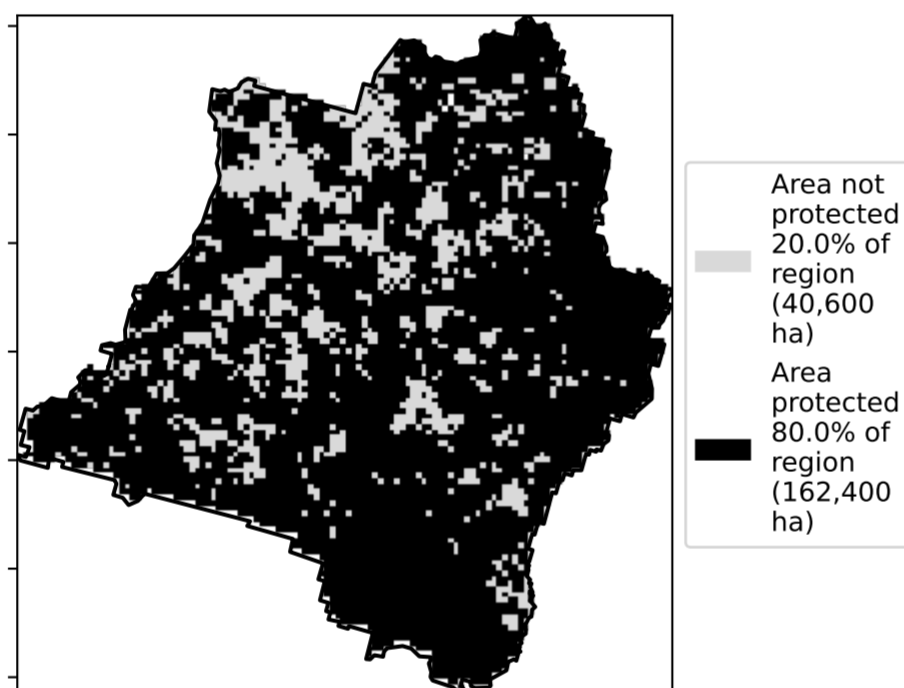 Area not
protected
20.0% of
region
(40,600
ha)
Area
protected
80.0% of
region
(162,400
ha)